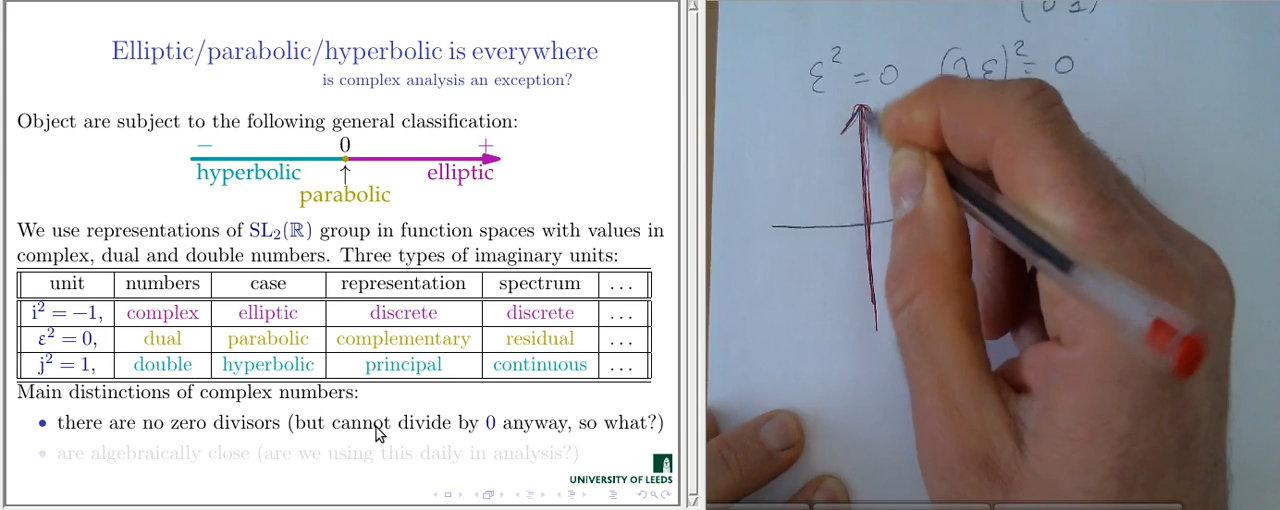 Elliptic/parabolic/hyperbolic is everywhere
is complex analysis an exception?
Object are subject to the following general classification:
− 0 +
hyperbolic elliptic
parabolic
We use representations of SL₂(ℝ) group in function spaces with values in
complex, dual and double numbers. Three types of imaginary units:
unit numbers case representation spectrum ...
i² = −1, complex elliptic discrete discrete ...
ε² = 0, dual parabolic complementary residual ...
j² = 1, double hyperbolic principal continuous ...
Main distinctions of complex numbers:
• there are no zero divisors (but cannot divide by 0 anyway, so what?)
• are algebraically close (are we using this daily in analysis?)
UNIVERSITY OF LEEDS
ε² = 0